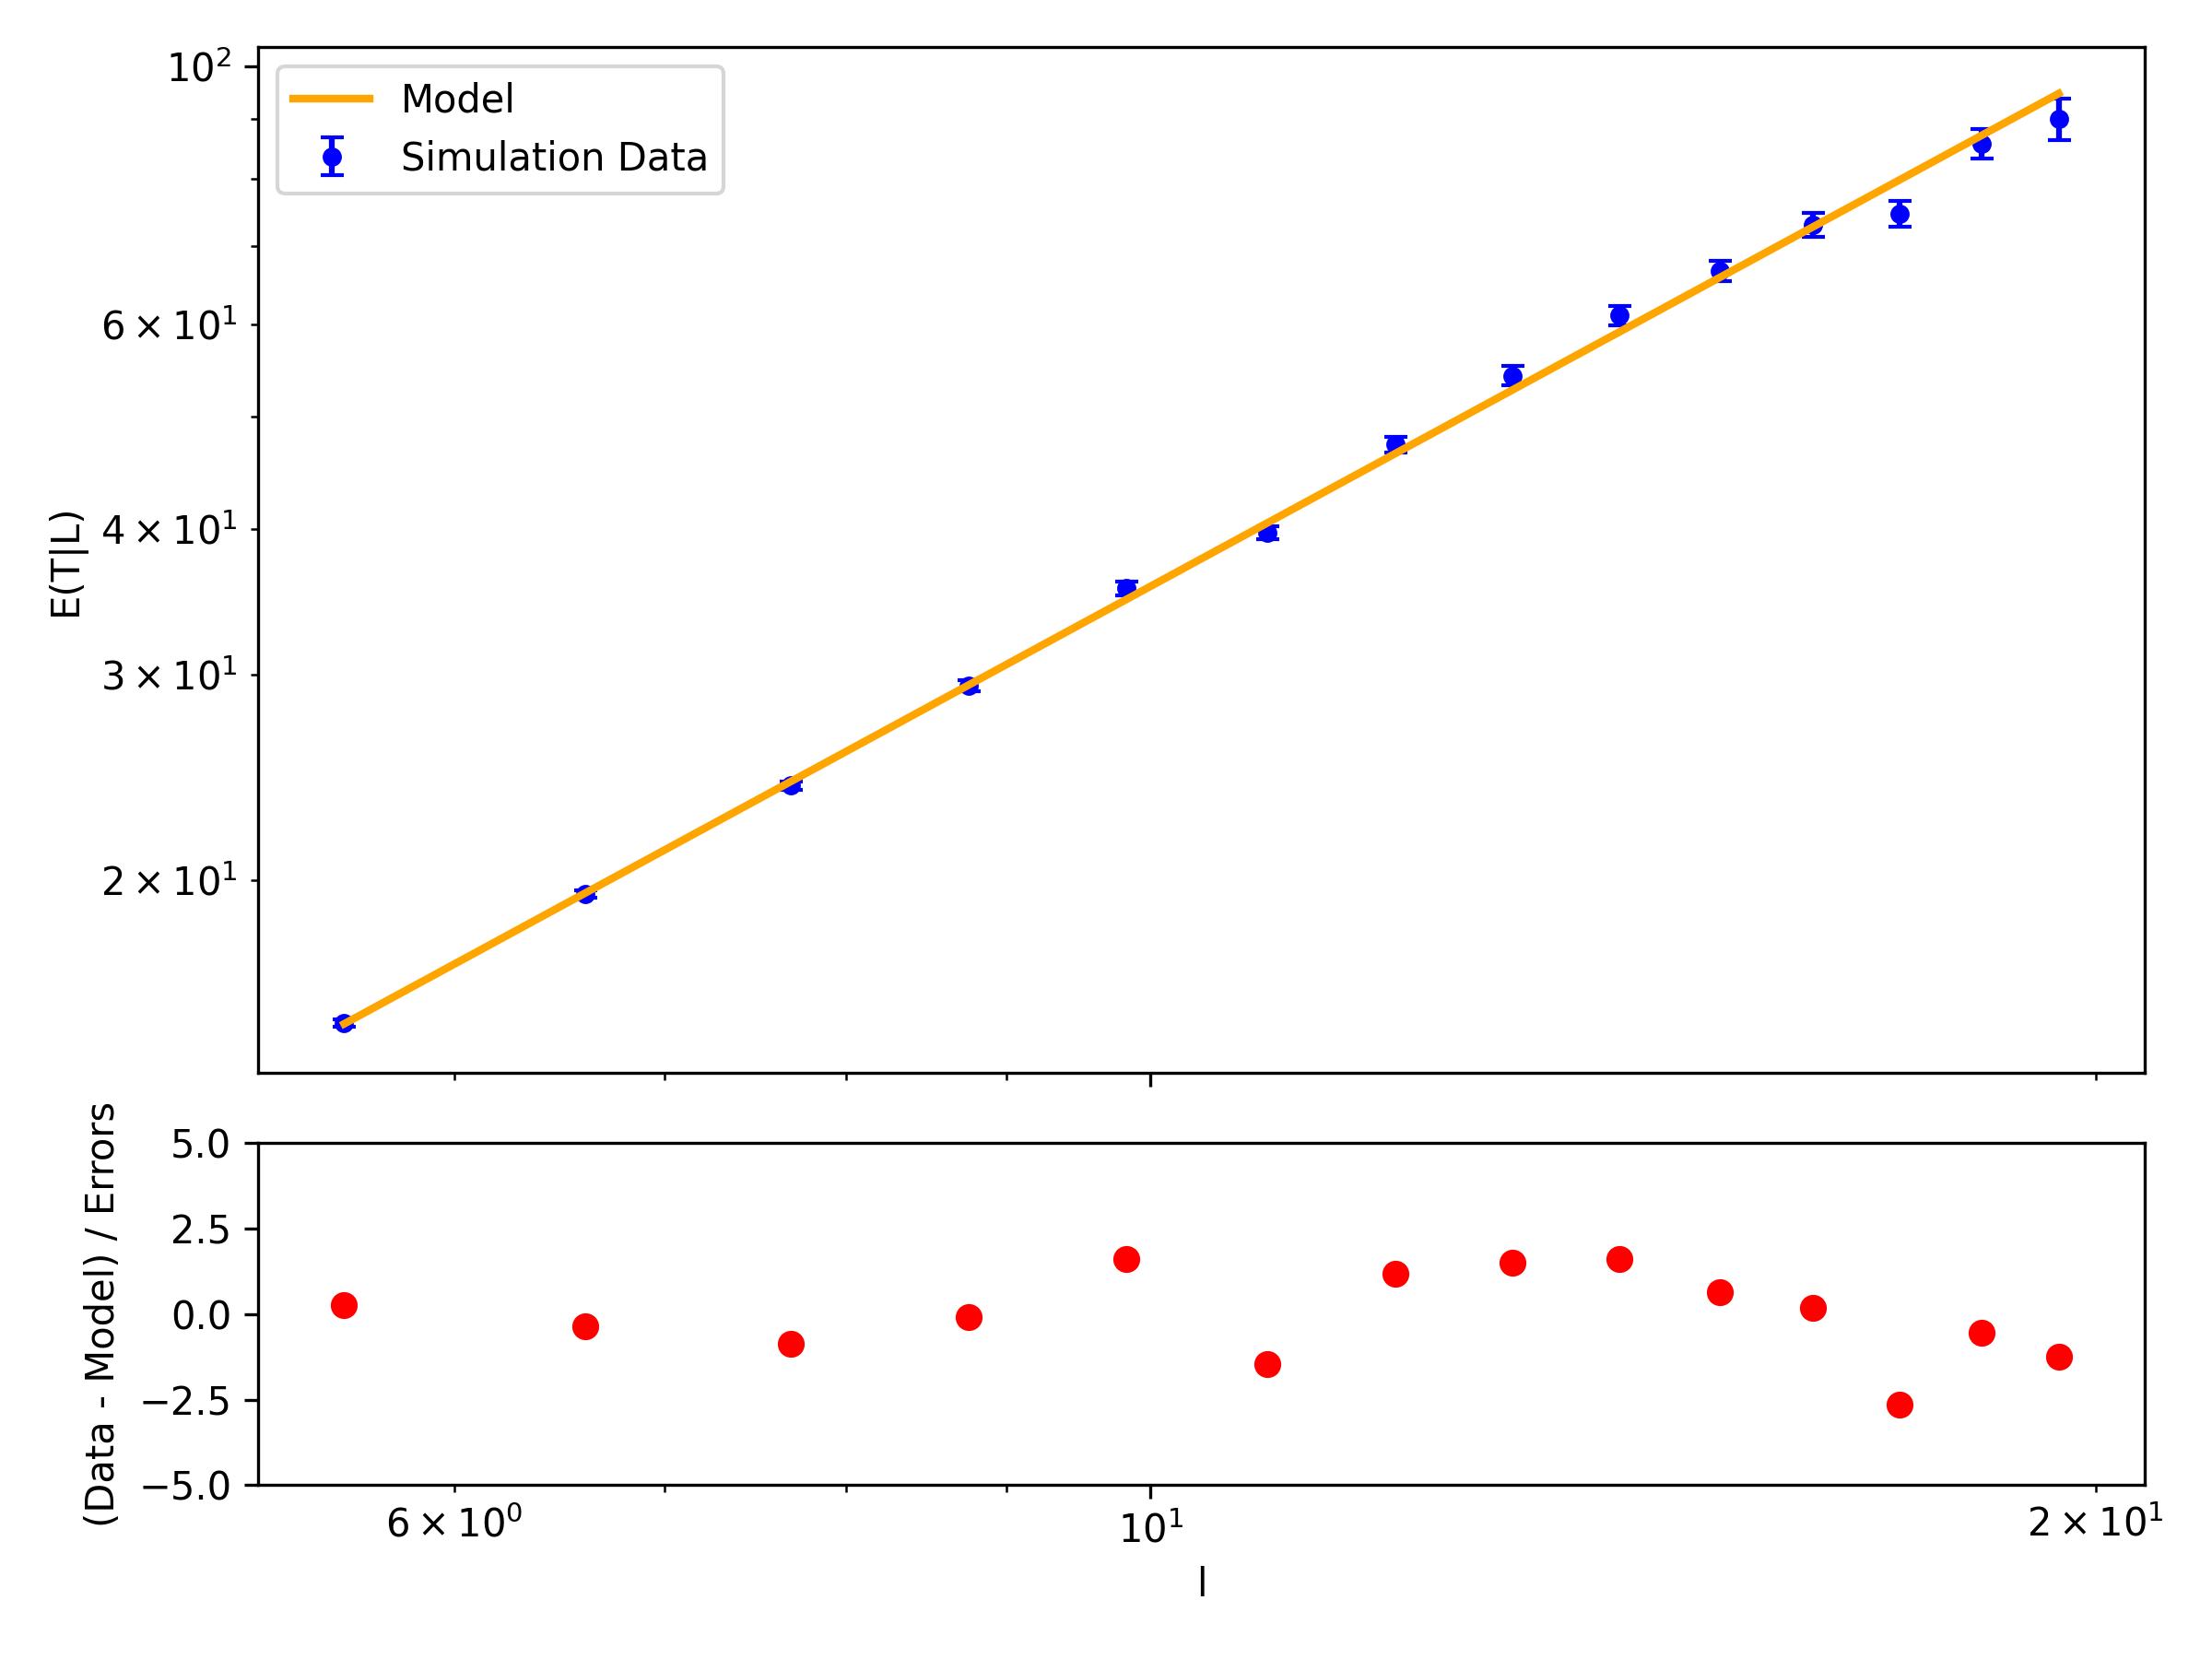 10²
Model
Simulation Data
6×10¹
4×10¹
3×10¹
2×10¹
E(T|L)
5.0
2.5
0.0
−2.5
−5.0
(Data - Model) / Errors
6×10⁰
10¹
2×10¹
l